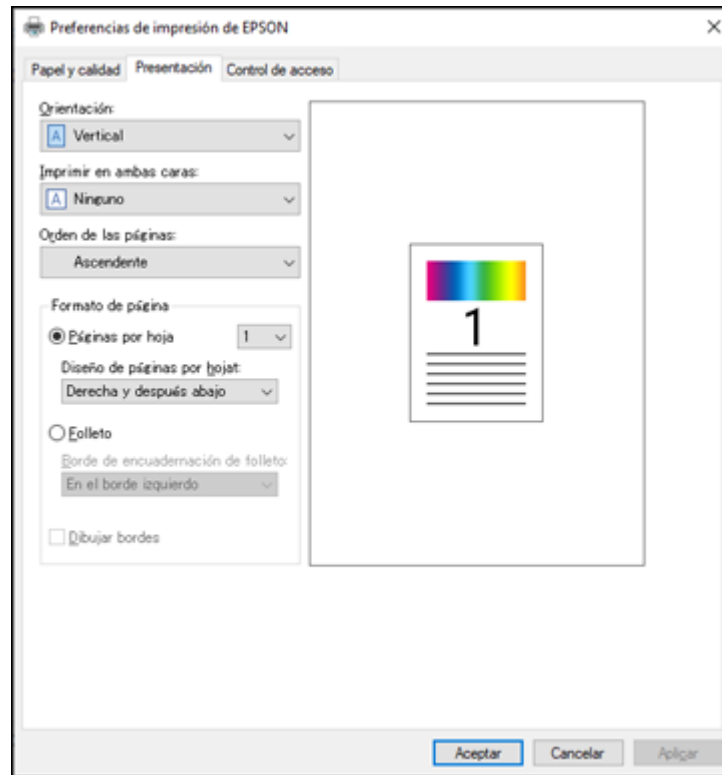 Preferencias de impresión de EPSON
Papel y calidad Presentación Control de acceso
Orientación:
A Vertical
Imprimir en ambas caras:
A Ninguno
Orden de las páginas:
Ascendente
Formato de página
Páginas por hoja 1
Diseño de páginas por hojat:
Derecha y después abajo
Folleto
Borde de encuadernación de folleto:
En el borde izquierdo
Dibujar bordes
1
Aceptar Cancelar Aplicar